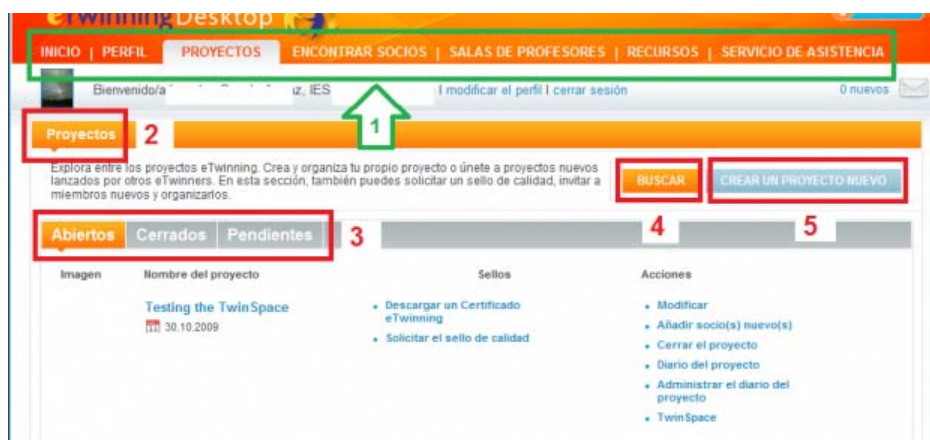 eTwinning Desktop
INICIO | PERFIL PROYECTOS ENCONTRAR SOCIOS | SALAS DE PROFESORES | RECURSOS | SERVICIO DE ASISTENCIA
Bienvenido/a z, IES | modificar el perfil | cerrar sesión 0 nuevos
1
Proyectos 2
Explora entre los proyectos eTwinning. Crea y organiza tu propio proyecto o únete a proyectos nuevos
lanzados por otros eTwinners. En esta sección, también puedes solicitar un sello de calidad, invitar a
miembros nuevos y organizarlos.
BUSCAR CREAR UN PROYECTO NUEVO
4 5
Abiertos Cerrados Pendientes 3
Imagen Nombre del proyecto Sellos Acciones
Testing the TwinSpace
30.10.2009
Descargar un Certificado
eTwinning
Solicitar el sello de calidad
Modificar
Añadir socio(s) nuevo(s)
Cerrar el proyecto
Diario del proyecto
Administrar el diario del
proyecto
TwinSpace